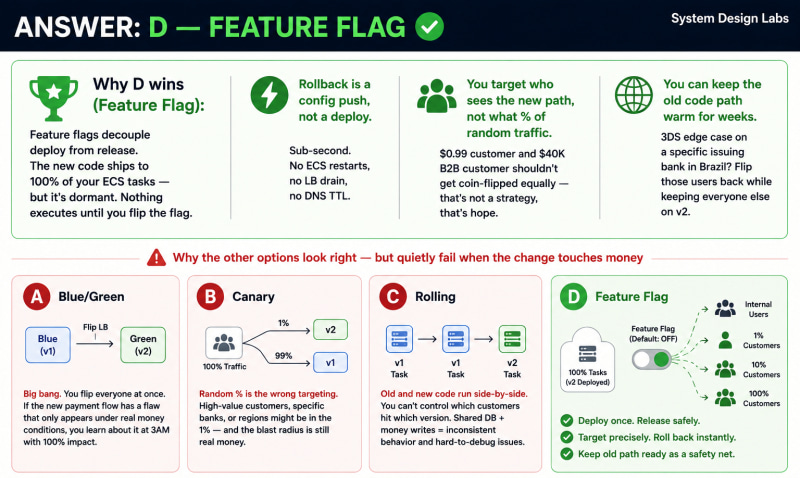 ANSWER: D — FEATURE FLAG
System Design Labs
Why D wins
(Feature Flag):
Feature flags decouple
deploy from release.
The new code ships to
100% of your ECS tasks —
but it's dormant. Nothing
executes until you flip the flag.
Rollback is a
config push,
not a deploy.
Sub-second.
No ECS restarts,
no LB drain,
no DNS TTL.
You target who
sees the new path,
not what % of
random traffic.
$0.99 customer and $40K
B2B customer shouldn't
get coin-flipped equally —
that's not a strategy,
that's hope.
You can keep the
old code path
warm for weeks.
3DS edge case on
a specific issuing
bank in Brazil? Flip
those users back while
keeping everyone else
on v2.
Why the other options look right — but quietly fail when the change touches money
A
Blue/Green
Blue
(v1)
Flip LB
Green
(v2)
Big bang. You flip everyone at once.
If the new payment flow has a flaw
that only appears under real money
conditions, you learn about it at 3AM
with 100% impact.
B
Canary
100% Traffic
1%
v2
99%
v1
Random % is the wrong targeting.
High-value customers, specific
banks, or regions might be in the
1% — and the blast radius is still
real money.
C
Rolling
v1
Task
v1
Task
v2
Task
Old and new code run side-by-side.
You can't control which customers
hit which version. Shared DB +
money writes = inconsistent
behavior and hard-to-debug issues.
D
Feature Flag
100% Tasks
(v2 Deployed)
Feature Flag
(Default: OFF)
Internal
Users
1%
Customers
10%
Customers
100%
Customers
Deploy once. Release safely.
Target precisely. Roll back instantly.
Keep old path ready as a safety net.